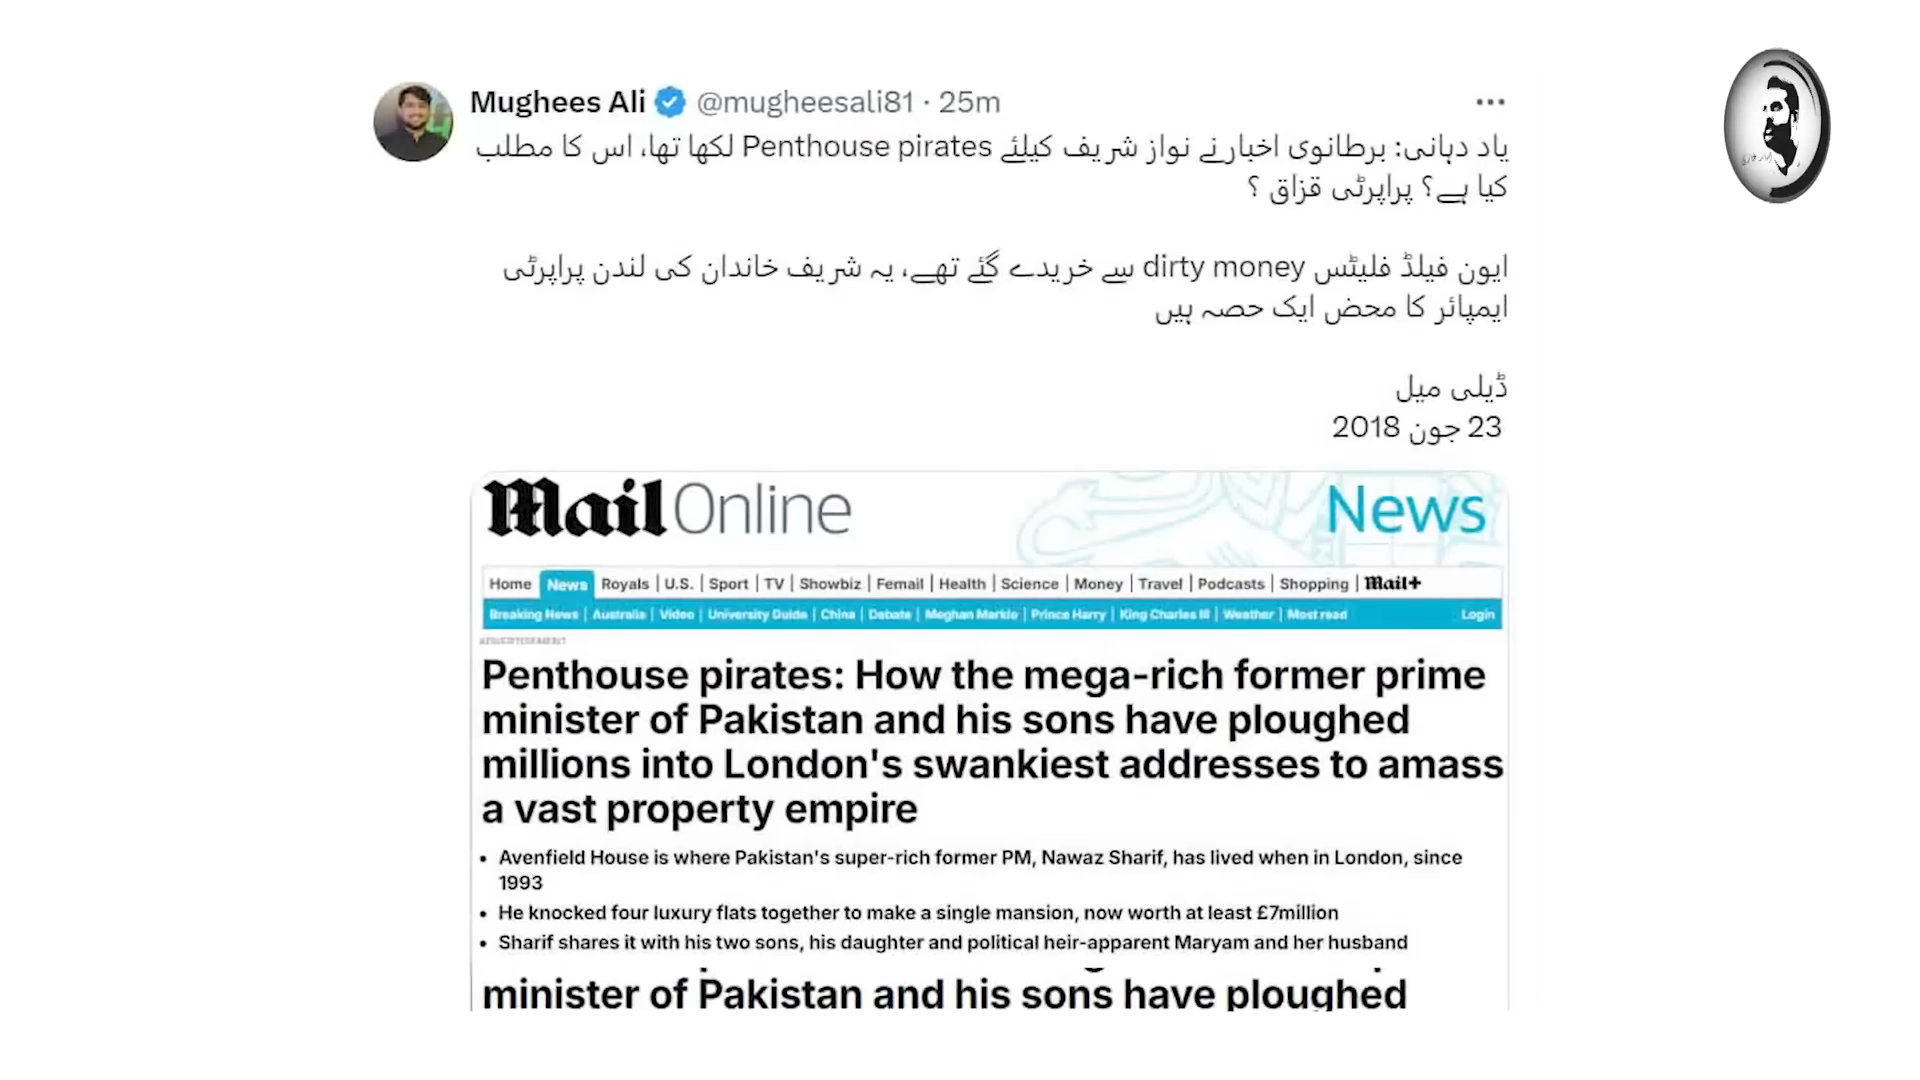 Mughees Ali @mugheesali81 · 25m
یاد دہانی: برطانوی اخبارنے نواز شریف کیلئے Penthouse pirates لکھا تھا، اس کا مطلب
کیا ہے؟ پراپرٹی قزاق ؟
ایون فیلڈ فلیٹس dirty money سے خریدے گئے تھے، یہ شریف خاندان کی لندن پراپرٹی
ایمپائر کا محض ایک حصہ ہیں
ڈیلی میل
23 جون 2018
Mail Online News
Home News Royals U.S. Sport TV Showbiz Femail Health Science Money Travel Podcasts Shopping Mail+
Breaking News Australia Video University Guide China Debate Meghan Markle Prince Harry King Charles III Weather Most read Login
ADVERTISEMENT
Penthouse pirates: How the mega-rich former prime
minister of Pakistan and his sons have ploughed
millions into London's swankiest addresses to amass
a vast property empire
• Avenfield House is where Pakistan's super-rich former PM, Nawaz Sharif, has lived when in London, since
1993
• He knocked four luxury flats together to make a single mansion, now worth at least £7million
• Sharif shares it with his two sons, his daughter and political heir-apparent Maryam and her husband
minister of Pakistan and his sons have ploughed